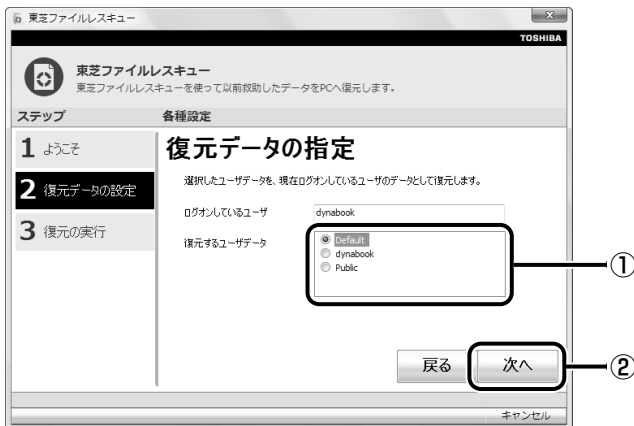 東芝ファイルレスキュー
TOSHIBA
東芝ファイルレスキュー
東芝ファイルレスキューを使って以前救助したデータをPCへ復元します。
ステップ 各種設定
1 ようこそ
2 復元データの設定
3 復元の実行
復元データの指定
選択したユーザデータを、現在ログオンしているユーザのデータとして復元します。
ログオンしているユーザ dynabook
復元するユーザデータ
Default
dynabook
Public
①
戻る 次へ
②
キャンセル